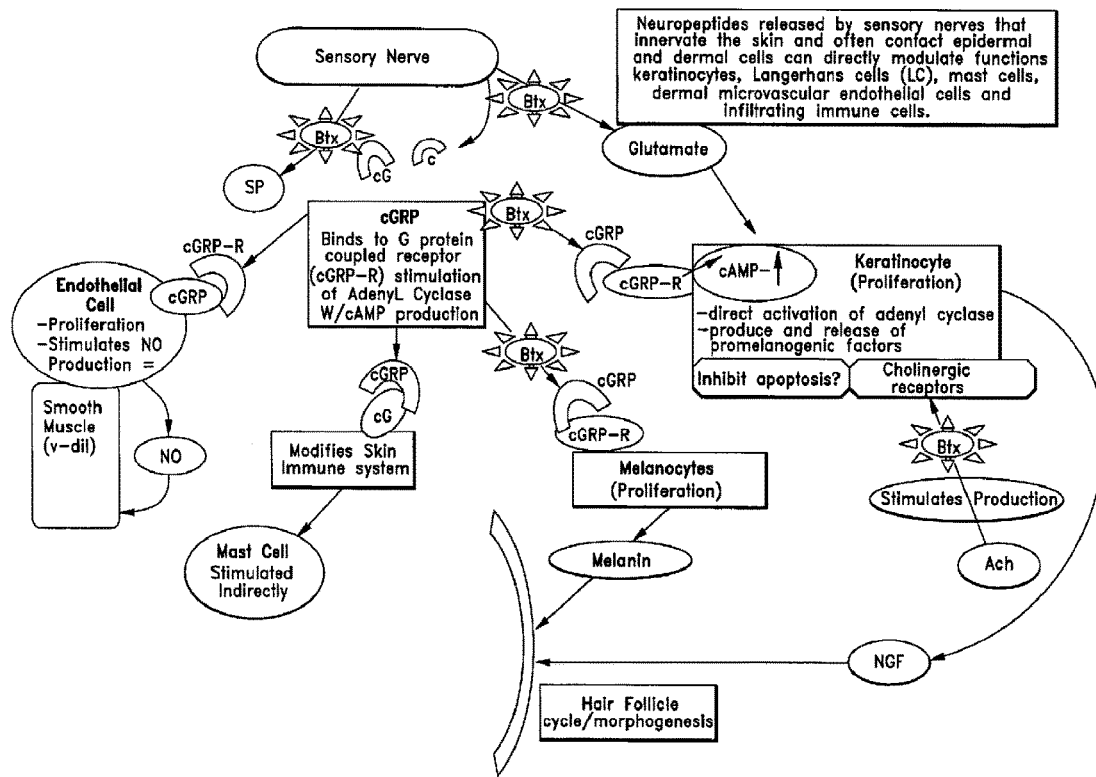 Neuropeptides released by sensory nerves that
innervate the skin and often contact epidermal
and dermal cells can directly modulate functions
keratinocytes, Langerhans cells (LC), mast cells,
dermal microvascular endothelial cells and
infiltrating immune cells.
Sensory Nerve
Btx
Btx
cG
c
Glutamate
SP
cGRP
Binds to G protein
coupled receptor
(cGRP-R) stimulation
of AdenyL Cyclase
W/cAMP production
Btx
cGRP
cGRP-R
cAMP-
Keratinocyte
(Proliferation)
-direct activation of adenyl cyclase
-produce and release of
promelanogenic factors
Inhibit apoptosis?
Cholinergic
receptors
cGRP-R
cGRP
Endothelial
Cell
-Proliferation
-Stimulates NO
Production =
Smooth
Muscle
(v-dil)
NO
cGRP
cG
Modifies Skin
Immune system
Mast Cell
Stimulated
Indirectly
Btx
cGRP
cGRP-R
Melanocytes
(Proliferation)
Melanin
Btx
Stimulates Production
Ach
NGF
Hair Follicle
cycle/morphogenesis